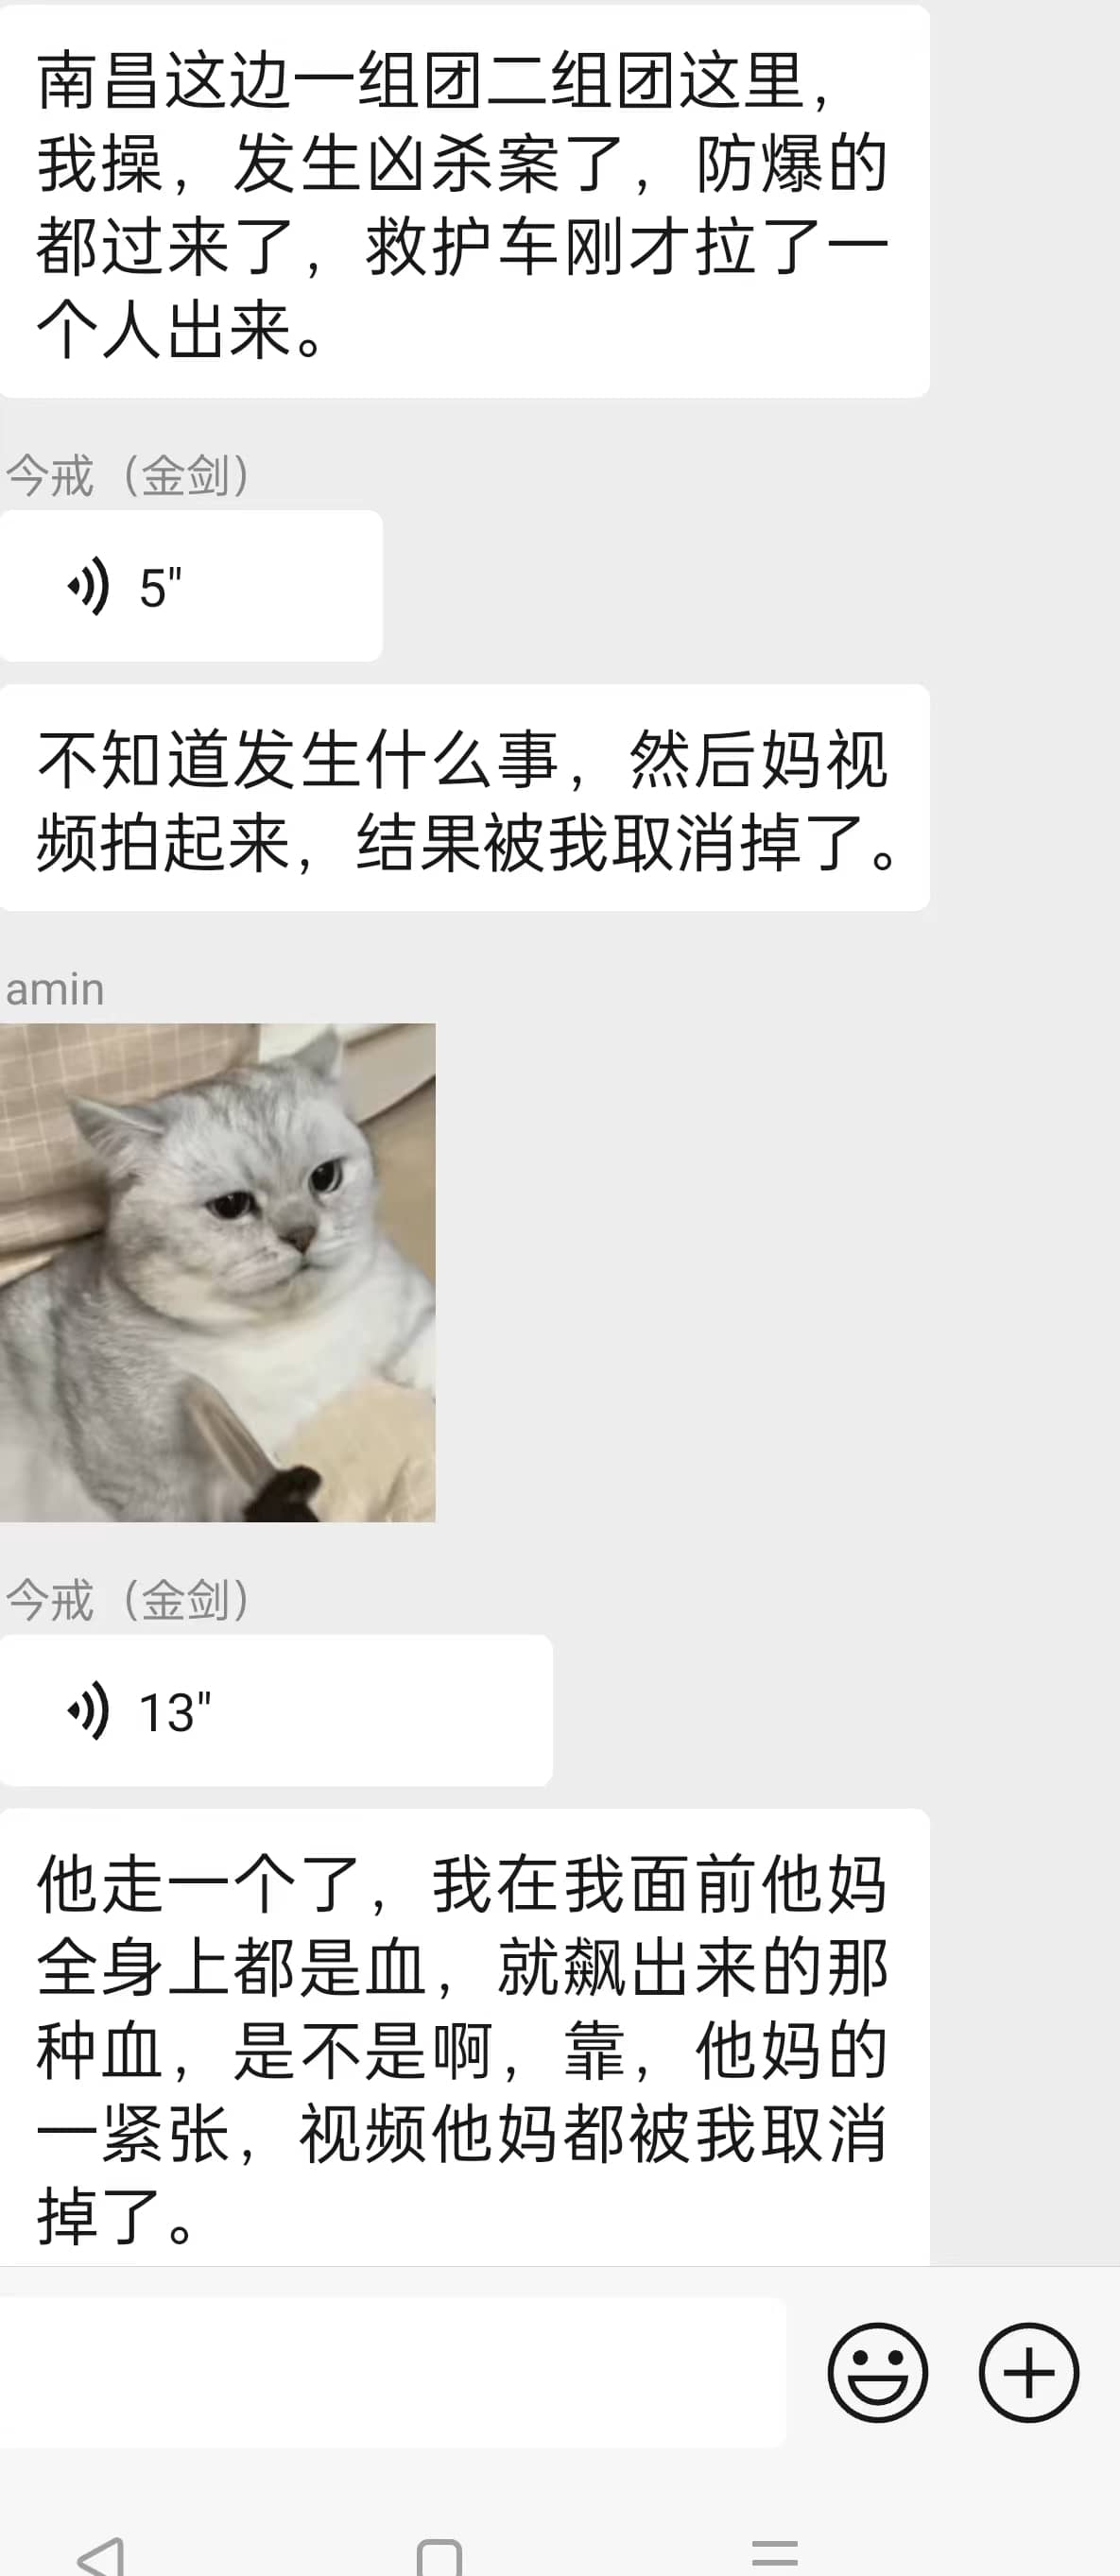 南昌这边一组团二组团这里，
我操，发生凶杀案了，防爆的
都过来了，救护车刚才拉了一
个人出来。
今戒（金剑）
5"
不知道发生什么事，然后妈视
频拍起来，结果被我取消掉了。
amin
今戒（金剑）
13"
他走一个了，我在我面前他妈
全身上都是血，就飙出来的那
种血，是不是啊，靠，他妈的
一紧张，视频他妈都被我取消
掉了。